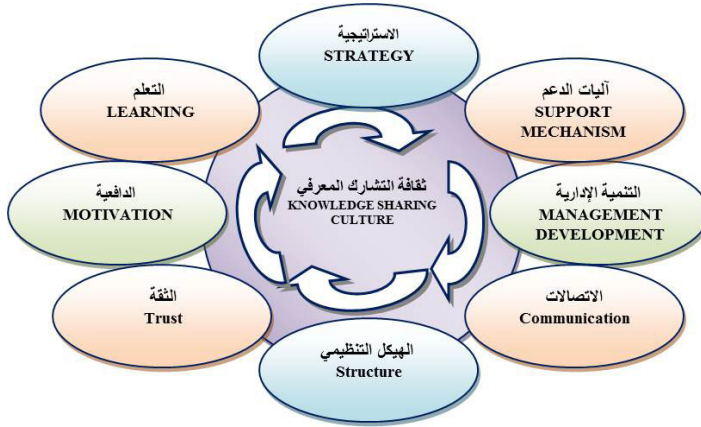 الاستراتيجية
STRATEGY
التعلم
LEARNING
آليات الدعم
SUPPORT
MECHANISM
الدافعية
MOTIVATION
ثقافة التشارك المعرفي
KNOWLEDGE SHARING
CULTURE
التنمية الإدارية
MANAGEMENT
DEVELOPMENT
الثقة
Trust
الاتصالات
Communication
الهيكل التنظيمي
Structure